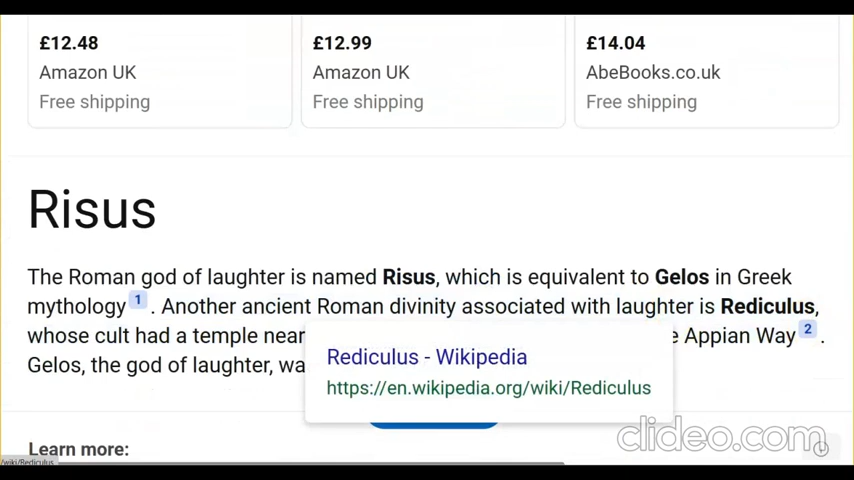 £12.48
Amazon UK
Free shipping
£12.99
Amazon UK
Free shipping
£14.04
AbeBooks.co.uk
Free shipping
Risus
The Roman god of laughter is named Risus, which is equivalent to Gelos in Greek
mythology 1 . Another ancient Roman divinity associated with laughter is Rediculus,
whose cult had a temple near e Appian Way 2 .
Gelos, the god of laughter, wa
Rediculus - Wikipedia
https://en.wikipedia.org/wiki/Rediculus
Learn more:
/wiki/Rediculus
clideo.com